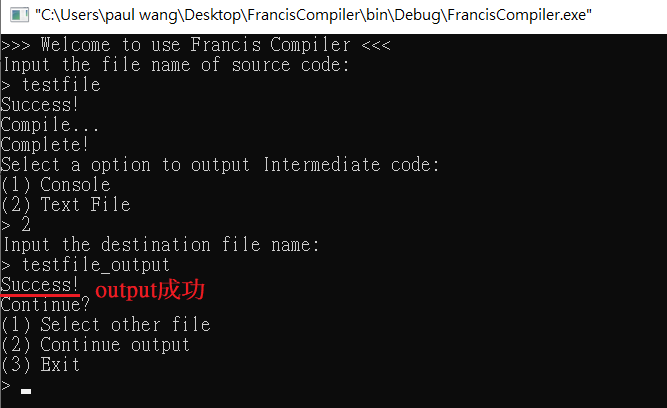 "C:\Users\paul wang\Desktop\FrancisCompiler\bin\Debug\FrancisCompiler.exe"
>>> Welcome to use Francis Compiler <<<
Input the file name of source code:
> testfile
Success!
Compile...
Complete!
Select a option to output Intermediate code:
(1) Console
(2) Text File
> 2
Input the destination file name:
> testfile_output
Success! output成功
Continue?
(1) Select other file
(2) Continue output
(3) Exit
> _